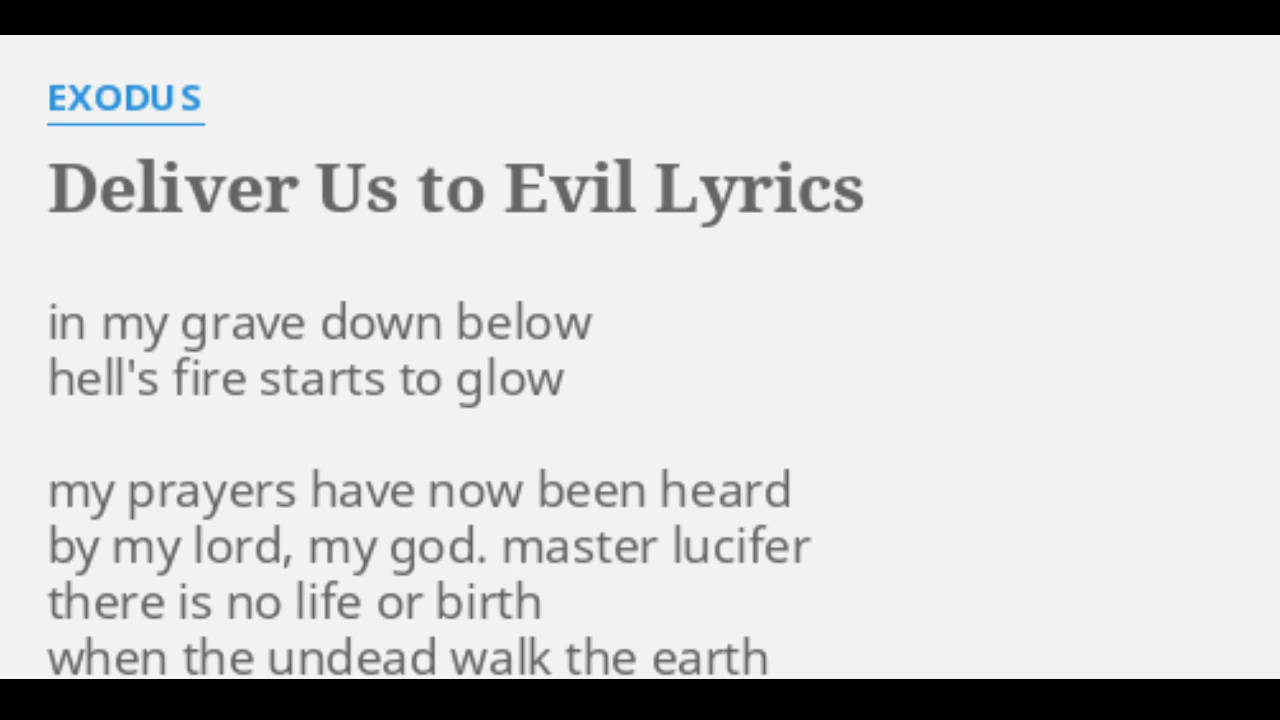 EXODUS
Deliver Us to Evil Lyrics
in my grave down below
hell's fire starts to glow
my prayers have now been heard
by my lord, my god. master lucifer
there is no life or birth
when the undead walk the earth